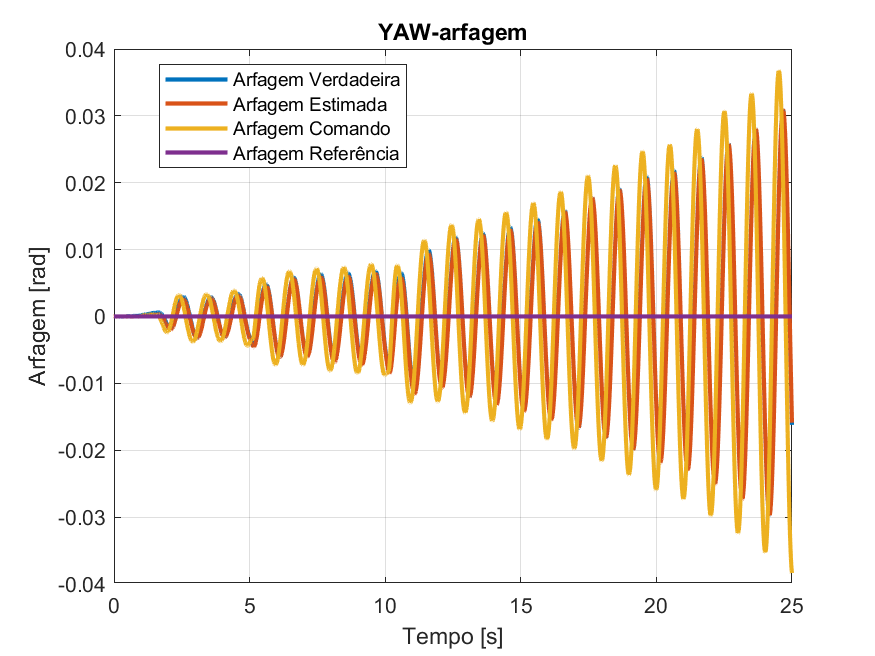 YAW-arfagem
Arfagem Verdadeira
Arfagem Estimada
Arfagem Comando
Arfagem Referência
0.04
0.03
0.02
0.01
0
-0.01
-0.02
-0.03
-0.04
Arfagem [rad]
0 5 10 15 20 25
Tempo [s]